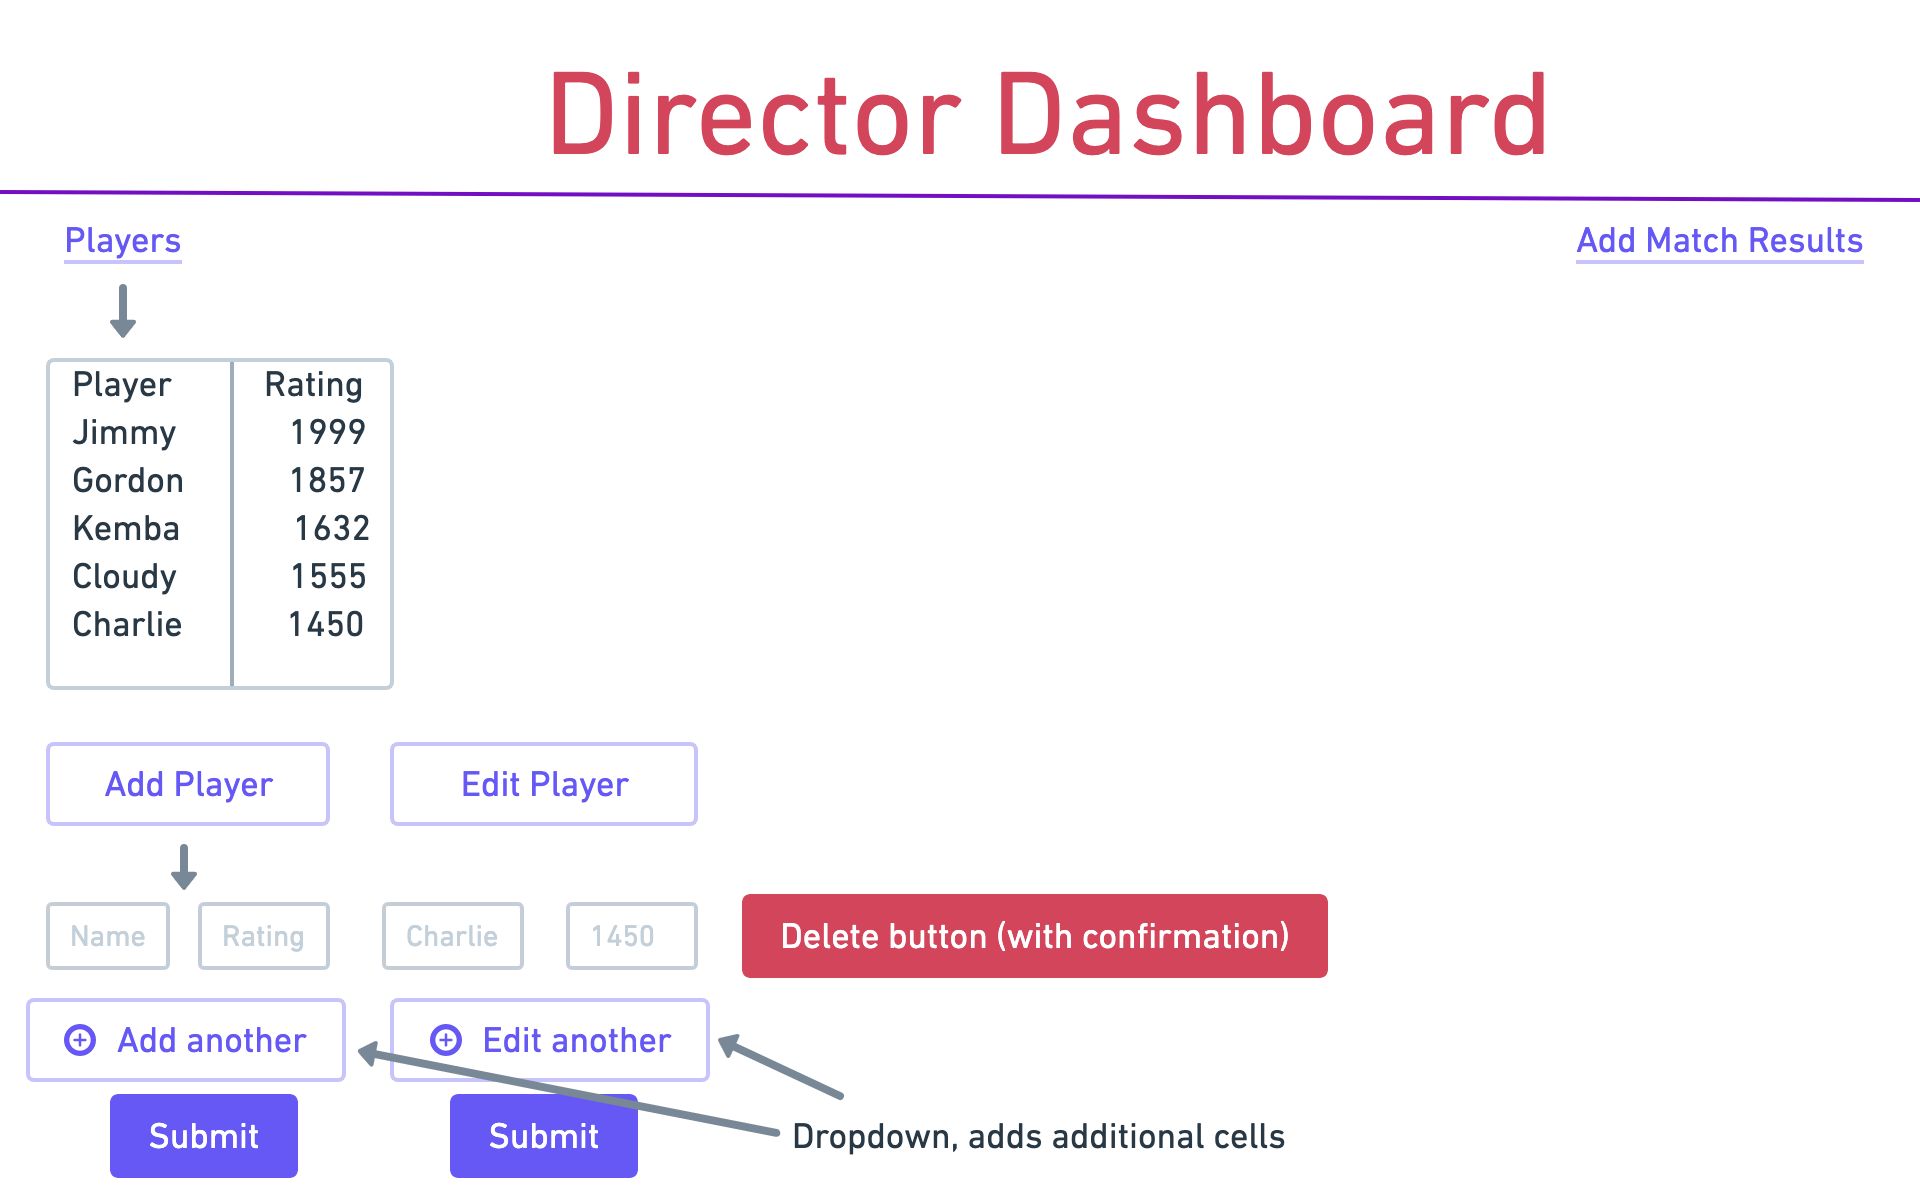 Director Dashboard
Players
Add Match Results
Player Rating
Jimmy 1999
Gordon 1857
Kemba 1632
Cloudy 1555
Charlie 1450
Add Player
Edit Player
Name
Rating
Charlie
1450
Delete button (with confirmation)
Add another
Edit another
Submit
Submit
Dropdown, adds additional cells